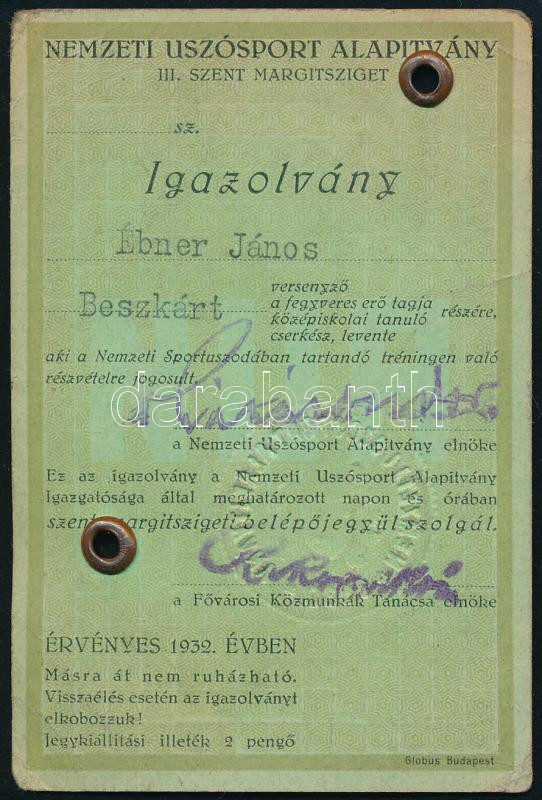 NEMZETI USZÓSPORT ALAPITVÁNY
III. SZENT MARGITSZIGET
sz.
Igazolvány
Ébner János
Beszkárt
versenyző
a fegyveres erő tagja
középiskolai tanuló
cserkész, levente
részére,
aki a Nemzeti Sportuszodában tartandó tréningen való
részvételre jogosult.
darabanth
a Nemzeti Uszósport Alapitvány elnöke
Ez az igazolvány a Nemzeti Uszósport Alapitvány
Igazgatósága által meghatározott napon és órában
szent margitszigeti belépőjegyül szolgál.
a Fővárosi Közmunkák Tanácsa elnöke
ÉRVÉNYES 1932. ÉVBEN
Másra át nem ruházható.
Visszaélés esetén az igazolványt
elkobozzuk!
Jegykiállitási illeték 2 pengő
Globus Budapest